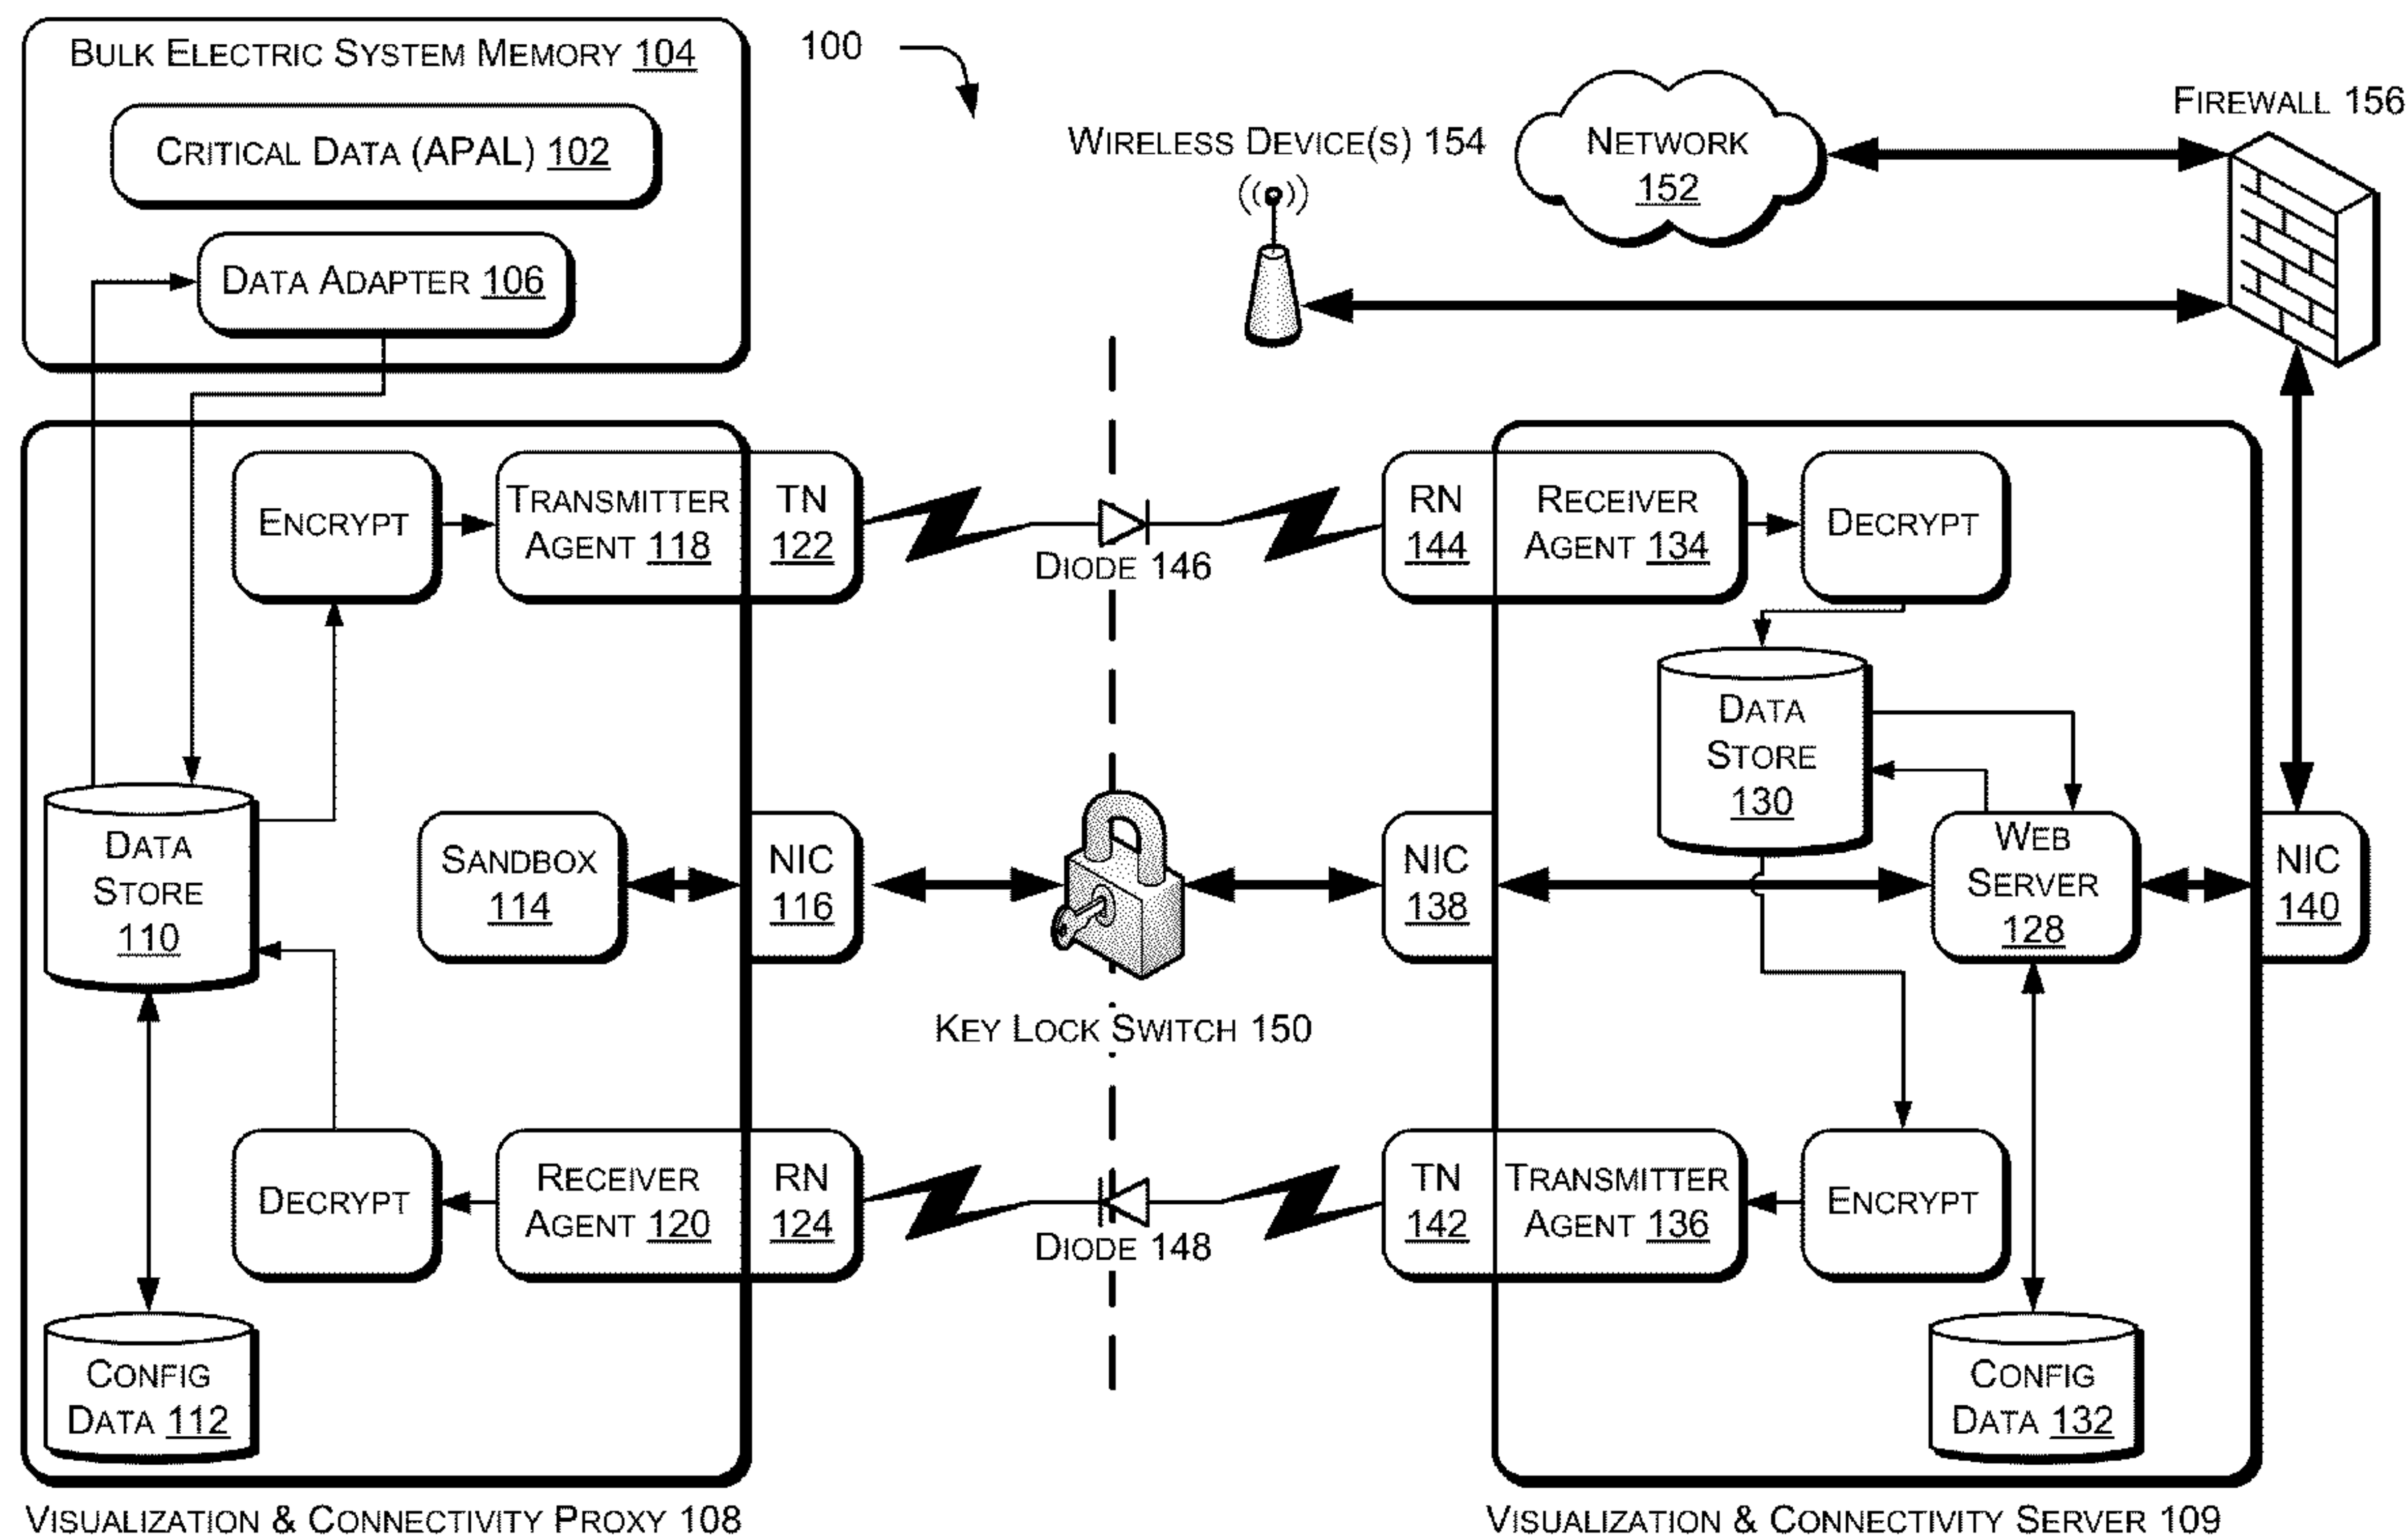 BULK ELECTRIC SYSTEM MEMORY 104
CRITICAL DATA (APAL) 102
DATA ADAPTER 106
100
WIRELESS DEVICE(S) 154
NETWORK
152
FIREWALL 156
ENCRYPT
TRANSMITTER
AGENT 118
TN
122
DIODE 146
RN
144
RECEIVER
AGENT 134
DECRYPT
DATA
STORE
110
SANDBOX
114
NIC
116
KEY LOCK SWITCH 150
NIC
138
DATA
STORE
130
WEB
SERVER
128
NIC
140
DECRYPT
RECEIVER
AGENT 120
RN
124
DIODE 148
TN
142
TRANSMITTER
AGENT 136
ENCRYPT
CONFIG
DATA 112
CONFIG
DATA 132
VISUALIZATION & CONNECTIVITY PROXY 108
VISUALIZATION & CONNECTIVITY SERVER 109